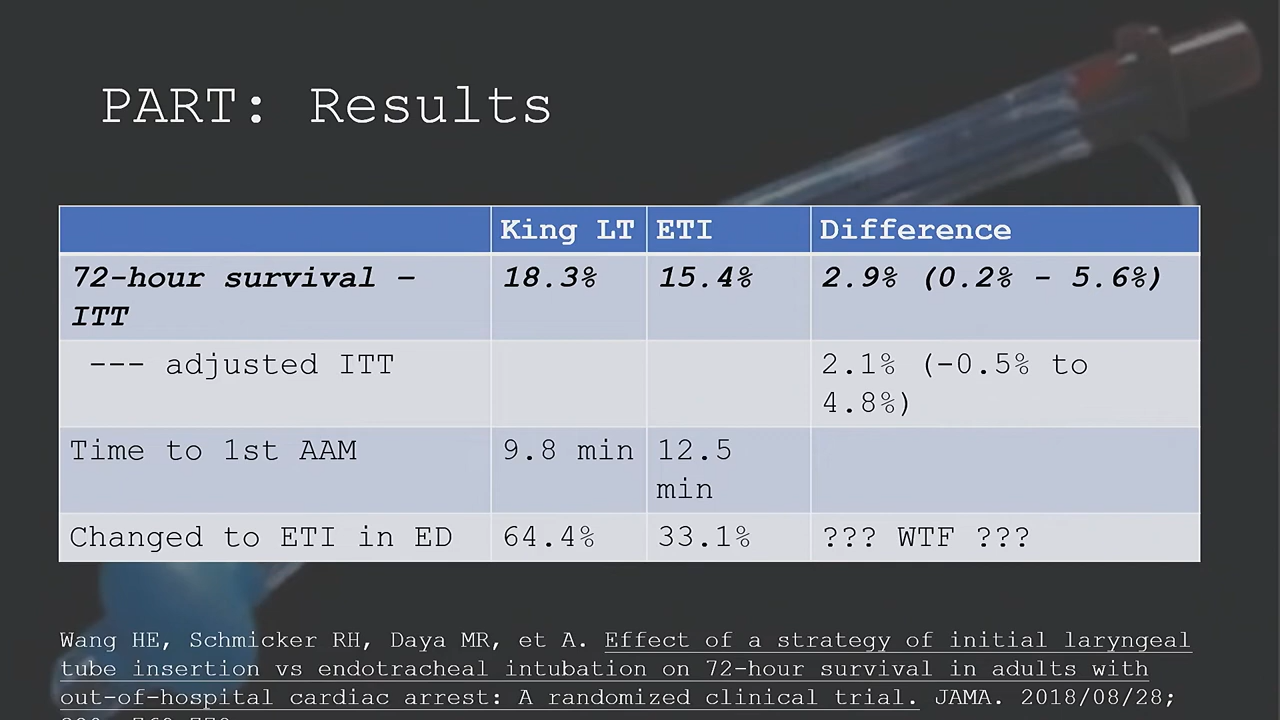 PART: Results
King LT ETI Difference
72-hour survival – 18.3% 15.4% 2.9% (0.2% - 5.6%)
ITT
--- adjusted ITT 2.1% (-0.5% to
4.8%)
Time to 1st AAM 9.8 min 12.5
min
Changed to ETI in ED 64.4% 33.1% ??? WTF ???
Wang HE, Schmicker RH, Daya MR, et A. Effect of a strategy of initial laryngeal
tube insertion vs endotracheal intubation on 72-hour survival in adults with
out-of-hospital cardiac arrest: A randomized clinical trial. JAMA. 2018/08/28;